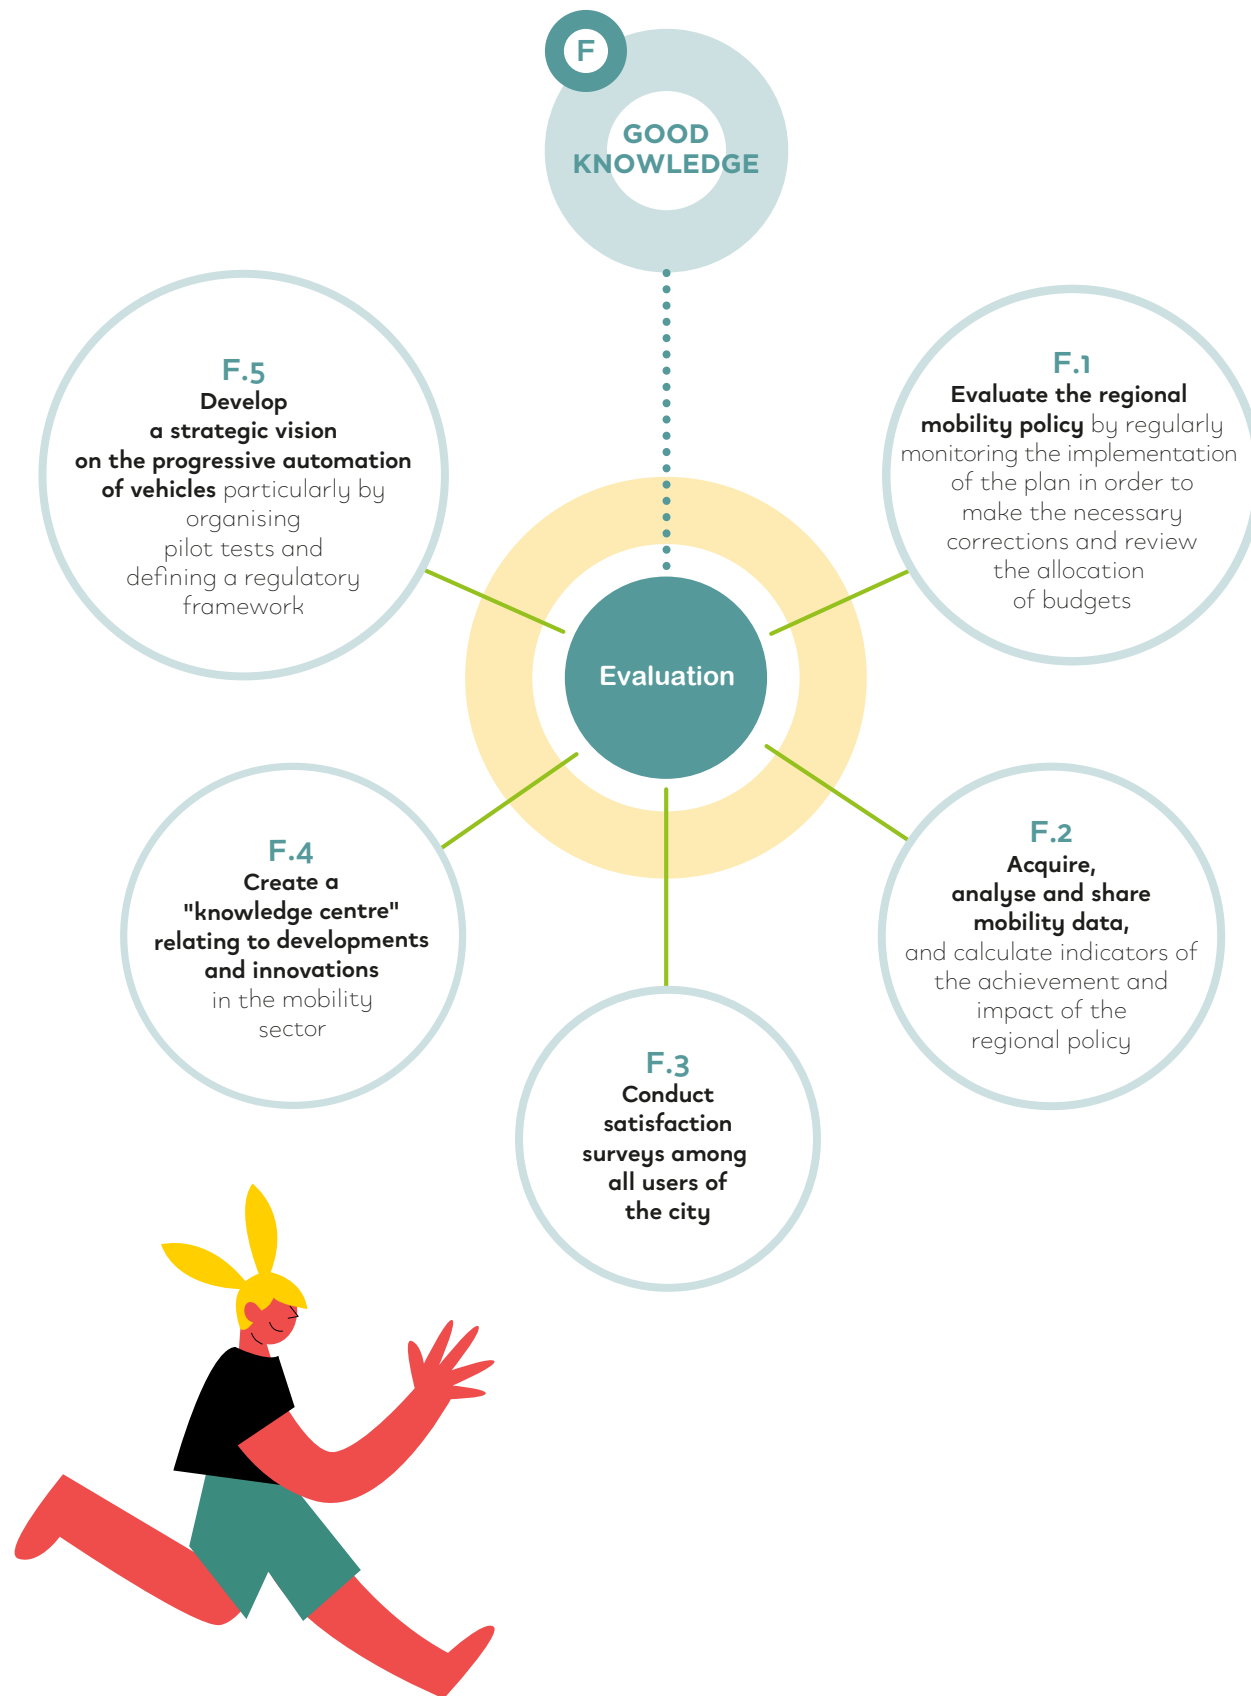 F
GOOD
KNOWLEDGE
F.5
Develop
a strategic vision
on the progressive automation
of vehicles particularly by
organising
pilot tests and
defining a regulatory
framework
F.1
Evaluate the regional
mobility policy by regularly
monitoring the implementation
of the plan in order to
make the necessary
corrections and review
the allocation
of budgets
Evaluation
F.4
Create a
"knowledge centre"
relating to developments
and innovations
in the mobility
sector
F.2
Acquire,
analyse and share
mobility data,
and calculate indicators of
the achievement and
impact of the
regional policy
F.3
Conduct
satisfaction
surveys among
all users of
the city